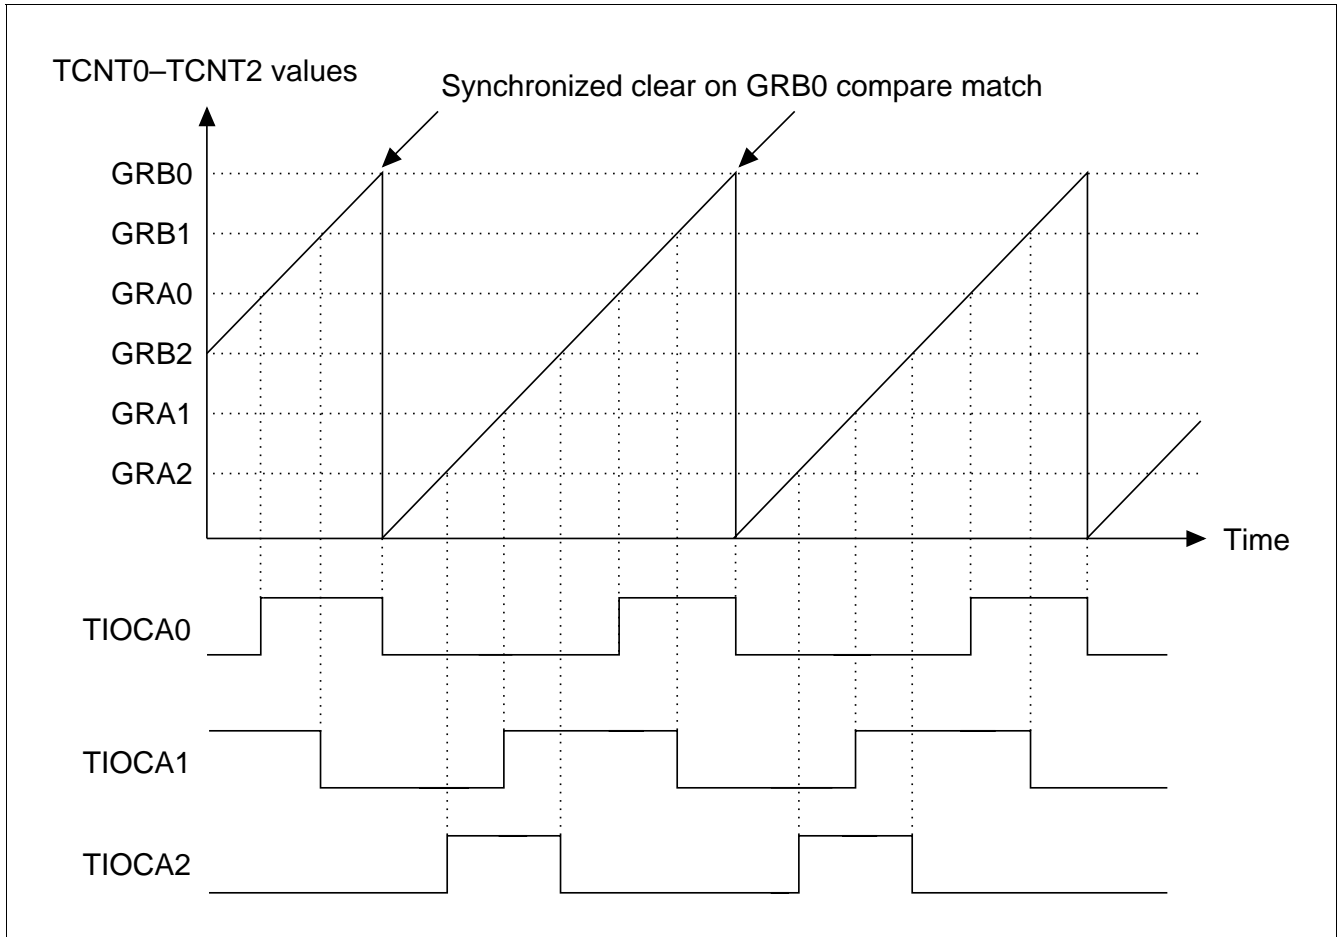 TCNT0–TCNT2 values
Synchronized clear on GRB0 compare match
GRB0
GRB1
GRA0
GRB2
GRA1
GRA2
Time
TIOCA0
TIOCA1
TIOCA2